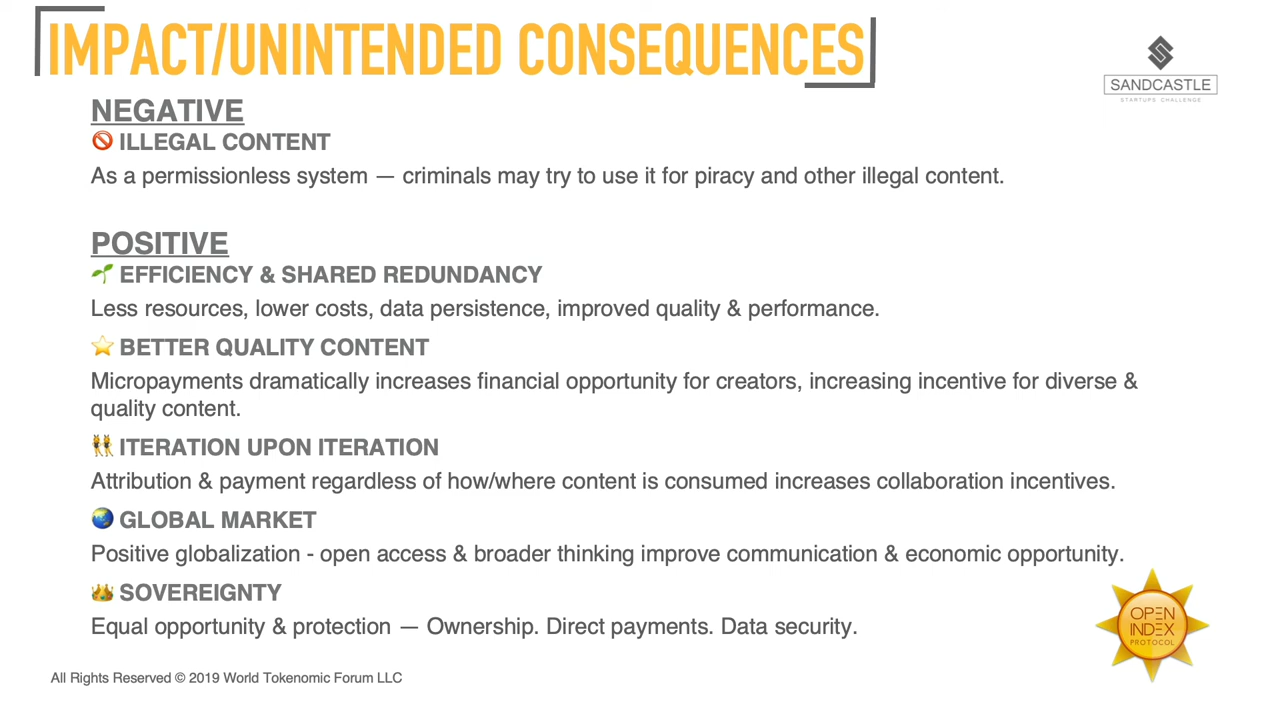 IMPACT/UNINTENDED CONSEQUENCES
SANDCASTLE
STARTUPS CHALLENGE
NEGATIVE
🚫 ILLEGAL CONTENT
As a permissionless system — criminals may try to use it for piracy and other illegal content.
POSITIVE
🌱 EFFICIENCY & SHARED REDUNDANCY
Less resources, lower costs, data persistence, improved quality & performance.
⭐ BETTER QUALITY CONTENT
Micropayments dramatically increases financial opportunity for creators, increasing incentive for diverse &
quality content.
👯 ITERATION UPON ITERATION
Attribution & payment regardless of how/where content is consumed increases collaboration incentives.
🌏 GLOBAL MARKET
Positive globalization - open access & broader thinking improve communication & economic opportunity.
👑 SOVEREIGNTY
Equal opportunity & protection — Ownership. Direct payments. Data security.
OPEN
INDEX
PROTOCOL
All Rights Reserved © 2019 World Tokenomic Forum LLC